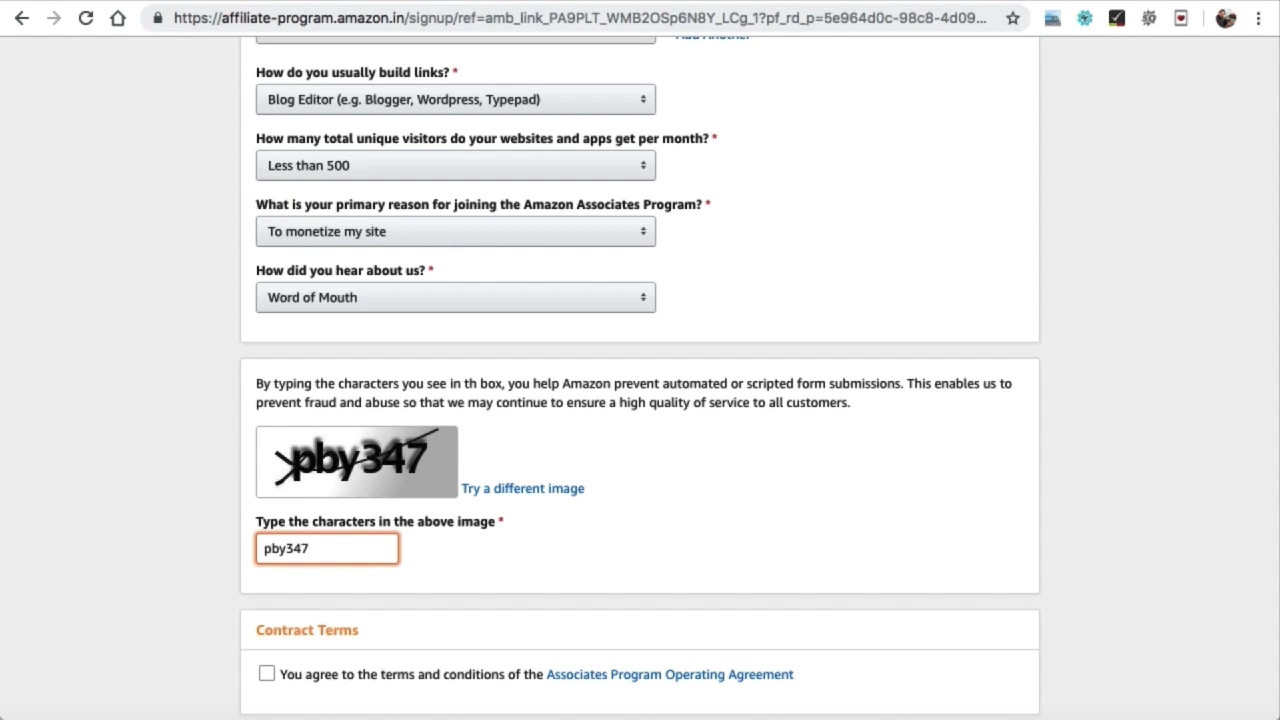 https://affiliate-program.amazon.in/signup/ref=amb_link_PA9PLT_WMB2OSp6N8Y_LCg_1?pf_rd_p=5e964d0c-98c8-4d09...
Add Another
How do you usually build links? *
Blog Editor (e.g. Blogger, Wordpress, Typepad)
How many total unique visitors do your websites and apps get per month? *
Less than 500
What is your primary reason for joining the Amazon Associates Program? *
To monetize my site
How did you hear about us? *
Word of Mouth
By typing the characters you see in th box, you help Amazon prevent automated or scripted form submissions. This enables us to
prevent fraud and abuse so that we may continue to ensure a high quality of service to all customers.
pby347
Try a different image
Type the characters in the above image *
pby347
Contract Terms
You agree to the terms and conditions of the Associates Program Operating Agreement